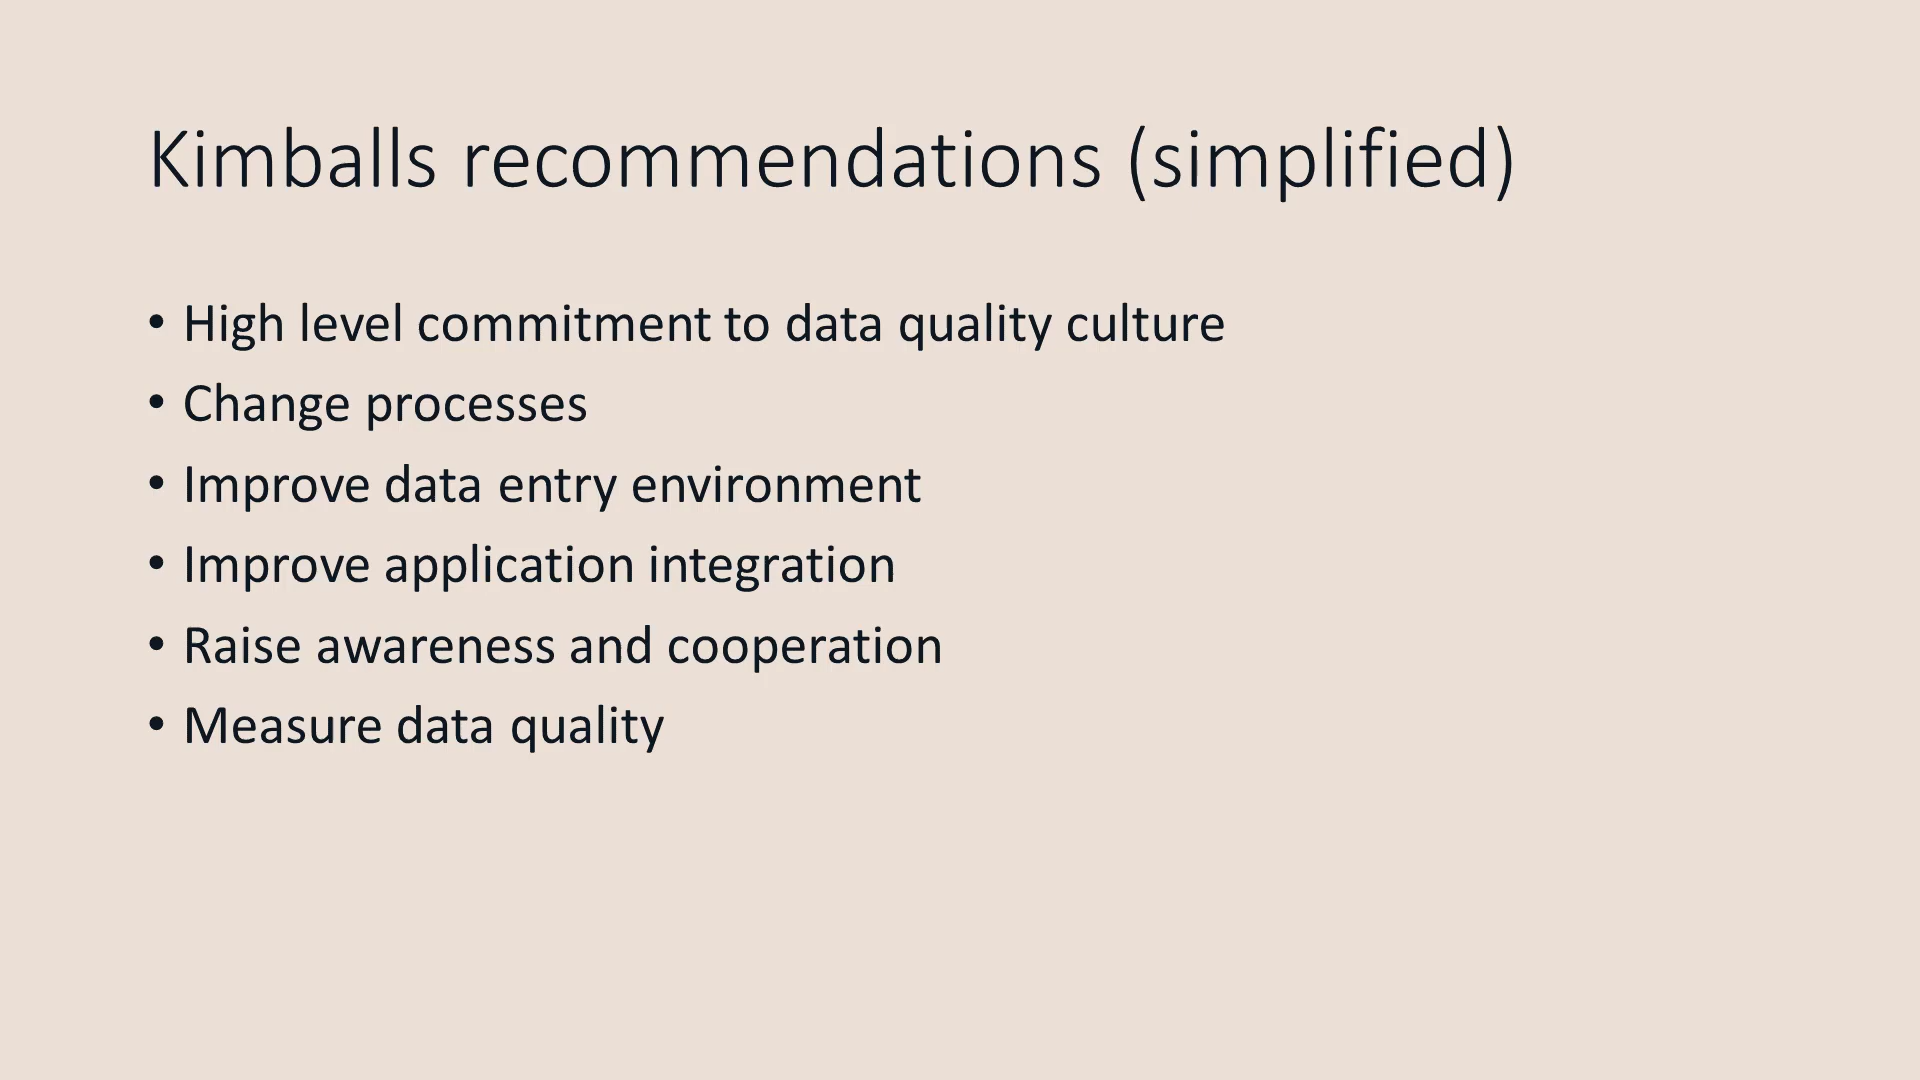 Kimballs recommendations (simplified)
• High level commitment to data quality culture
• Change processes
• Improve data entry environment
• Improve application integration
• Raise awareness and cooperation
• Measure data quality